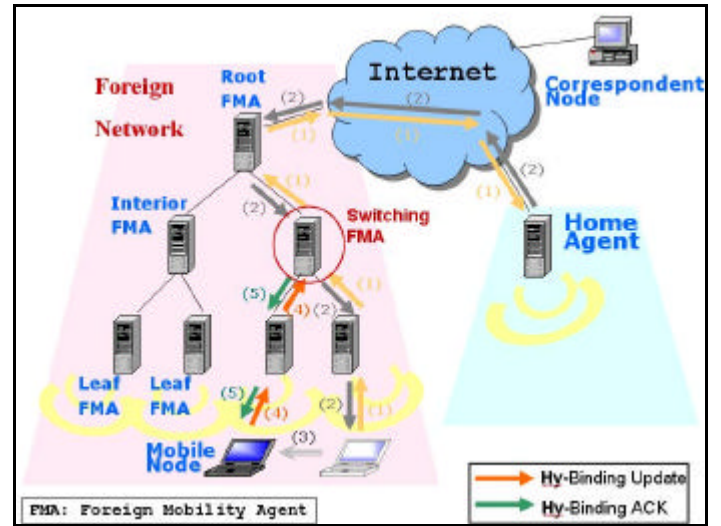 Foreign
Network
Root
FMA
Internet
Correspondent
Node
(2)
(2)
(1)
(1)
(2)
(1)
(1)
(2)
Interior
FMA
Switching
FMA
Home
Agent
(5)
(4)
(2)
(1)
Leaf
FMA
Leaf
FMA
(5)
(4)
(2)
(1)
(3)
Mobile
Node
Hy-Binding Update
Hy-Binding ACK
FMA: Foreign Mobility Agent